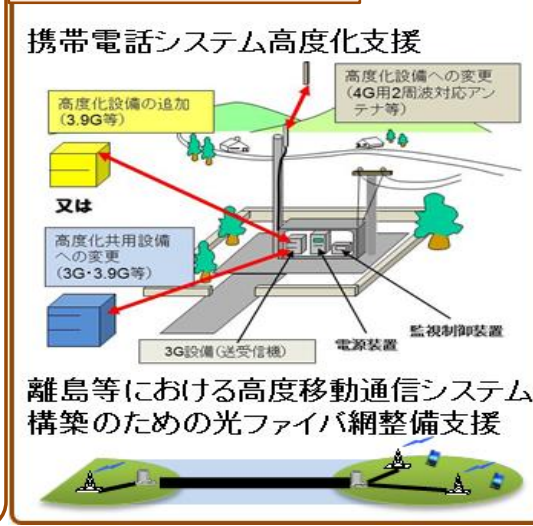 携帯電話システム高度化支援
高度化設備の追加
(3.9G等)
高度化設備への変更
(4G用2周波対応アン
テナ等)
又は
高度化共用設備
への変更
(3G・3.9G等)
3G設備(送受信機)
電源装置
監視制御装置
離島等における高度移動通信システム
構築のための光ファイバ網整備支援